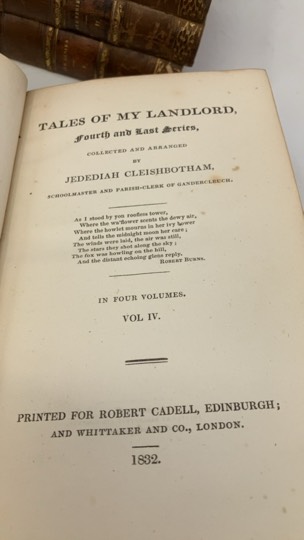 TALES OF MY LANDLORD,
Fourth and Last Series,
COLLECTED AND ARRANGED
BY
JEDEDIAH CLEISHBOTHAM,
SCHOOLMASTER AND PARISH-CLERK OF GANDERCLEUCH.
As I stood by yon roofless tower,
Where the wa'flower scents the dewy air,
Where the howlet mourns in her ivy bower
And tells the midnight moon her care;
The winds were laid, the air was still,
The stars they shot along the sky;
The fox was howling on the hill,
And the distant echoing glens reply.
ROBERT BURNS.
IN FOUR VOLUMES.
VOL IV.
PRINTED FOR ROBERT CADELL, EDINBURGH;
AND WHITTAKER AND CO., LONDON.
1832.